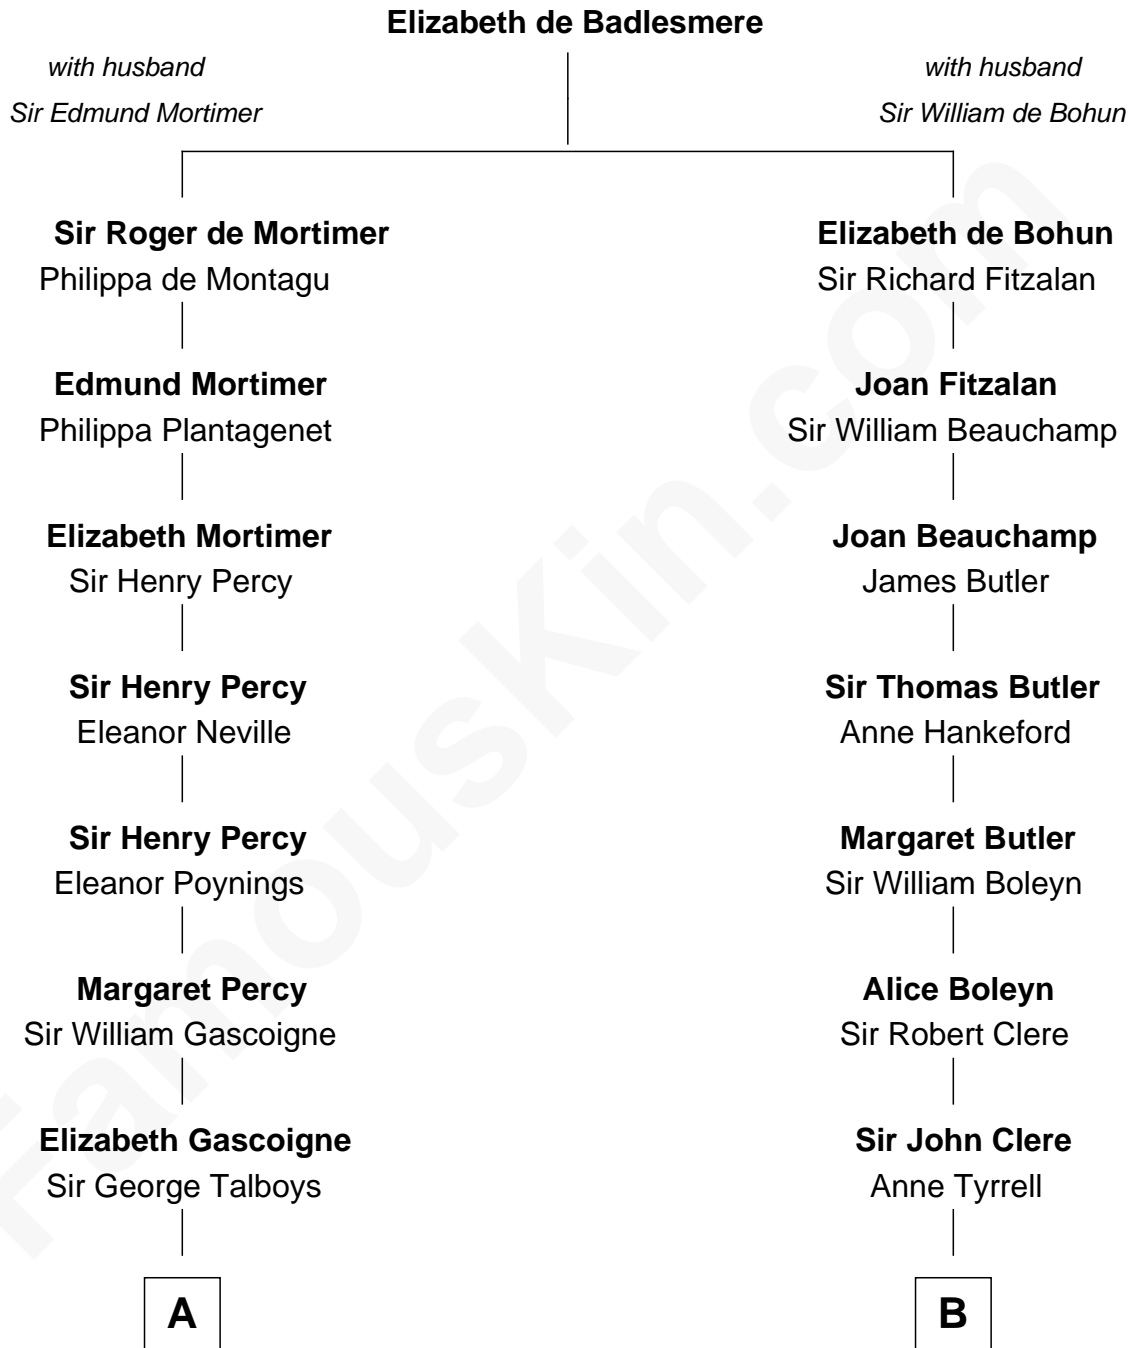 Elizabeth de Badlesmere
with husband
Sir Edmund Mortimer
with husband
Sir William de Bohun
Sir Roger de Mortimer
Philippa de Montagu
Elizabeth de Bohun
Sir Richard Fitzalan
Edmund Mortimer
Philippa Plantagenet
Joan Fitzalan
Sir William Beauchamp
Elizabeth Mortimer
Sir Henry Percy
Joan Beauchamp
James Butler
Sir Henry Percy
Eleanor Neville
Sir Thomas Butler
Anne Hankeford
Sir Henry Percy
Eleanor Poynings
Margaret Butler
Sir William Boleyn
Margaret Percy
Sir William Gascoigne
Alice Boleyn
Sir Robert Clere
Elizabeth Gascoigne
Sir George Talboys
Sir John Clere
Anne Tyrrell
A
B
FamousKin.com